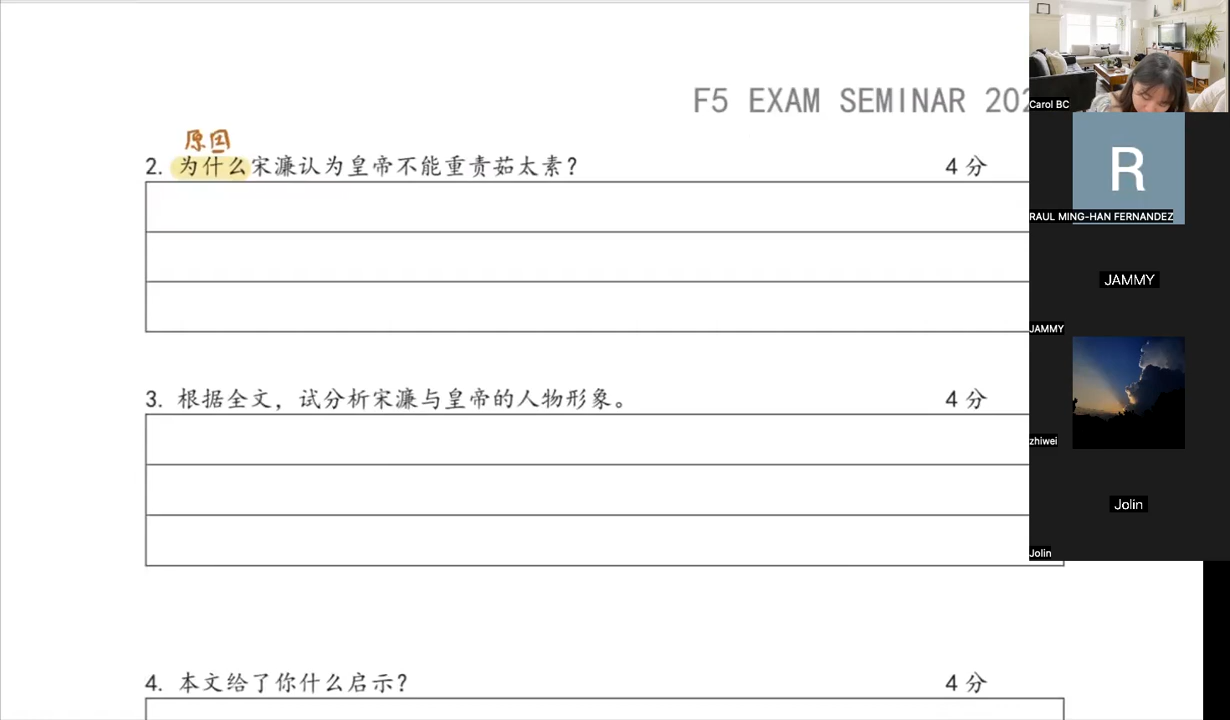 F5 EXAM SEMINAR 202
原因
2. 为什么宋濂认为皇帝不能重责茹太素？ 4 分
3. 根据全文，试分析宋濂与皇帝的人物形象。 4 分
4. 本文给了你什么启示？ 4 分
Carol BC
R
RAUL MING-HAN FERNANDEZ
JAMMY
JAMMY
zhiwei
Jolin
Jolin